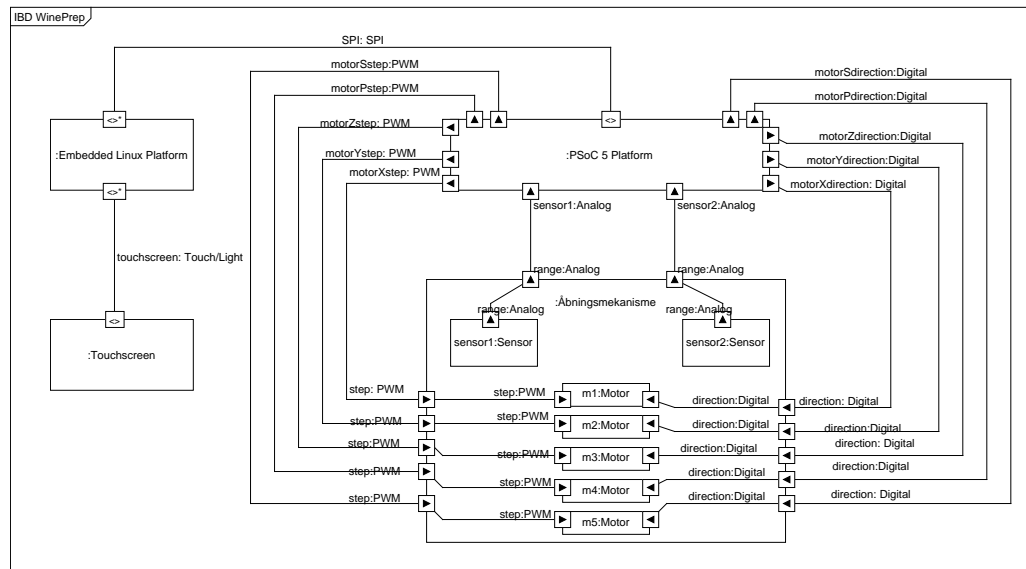 IBD WinePrep
SPI: SPI
motorSstep:PWM
motorSdirection:Digital
motorPstep:PWM
motorPdirection:Digital
<>*
<>
motorZstep: PWM
motorZdirection:Digital
:Embedded Linux Platform
:PSoC 5 Platform
motorYstep: PWM
motorYdirection:Digital
motorXstep: PWM
motorXdirection: Digital
<>*
sensor1:Analog
sensor2:Analog
touchscreen: Touch/Light
range:Analog
range:Analog
:Åbningsmekanisme
range:Analog
range:Analog
<>
sensor1:Sensor
sensor2:Sensor
:Touchscreen
step: PWM
step:PWM
m1:Motor
direction:Digital
direction: Digital
step:PWM
step:PWM
m2:Motor
direction:Digital
direction:Digital
step:PWM
step:PWM
m3:Motor
direction:Digital
direction: Digital
step:PWM
step:PWM
m4:Motor
direction:Digital
direction:Digital
step:PWM
step:PWM
m5:Motor
direction:Digital
direction: Digital